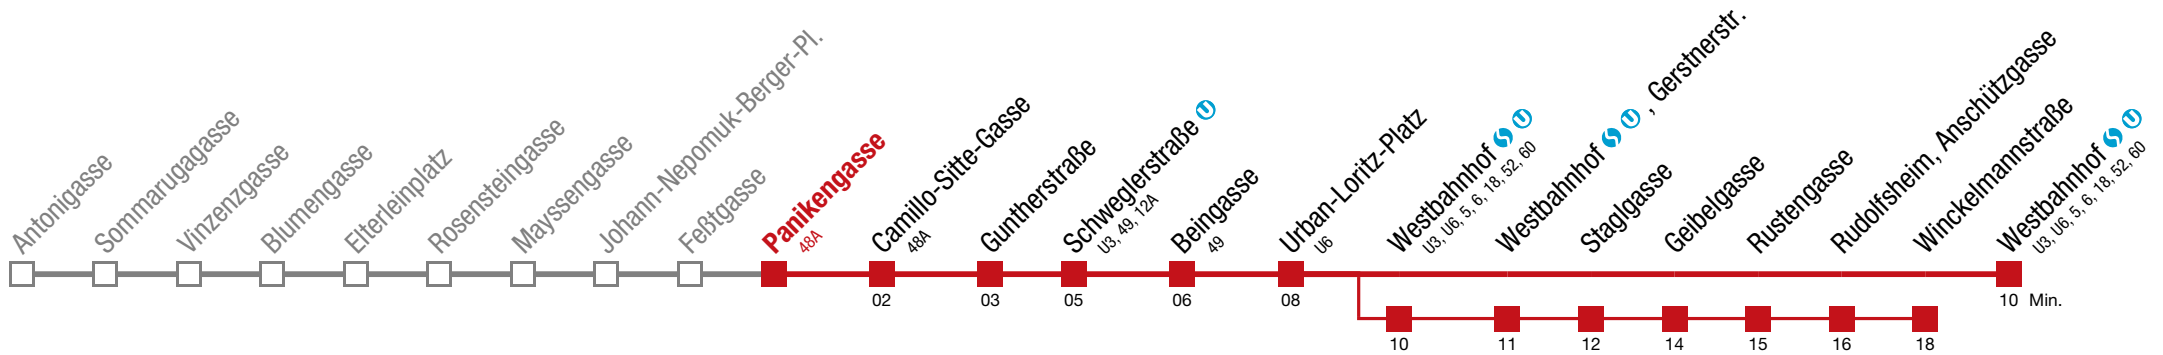 Antonigasse
Sommarugagasse
Vinzenzgasse
Blumengasse
Elterleinplatz
Rosensteingasse
Mayssengasse
Johann-Nepomuk-Berger-Pl.
Feßtgasse
Panikengasse
48A
Camillo-Sitte-Gasse
48A
Guntherstraße
Schweglerstraße U
U3, 49, 12A
Beingasse
49
Urban-Loritz-Platz
U6
Westbahnhof S U
U3, U6, 5, 6, 18, 52, 60
Westbahnhof S U , Gerstnerstr.
Staglgasse
Geibelgasse
Rustengasse
Rudolfsheim, Anschützgasse
Winckelmannstraße
Westbahnhof S U
U3, U6, 5, 6, 18, 52, 60
02 03 05 06 08 10 Min.
10 11 12 14 15 16 18